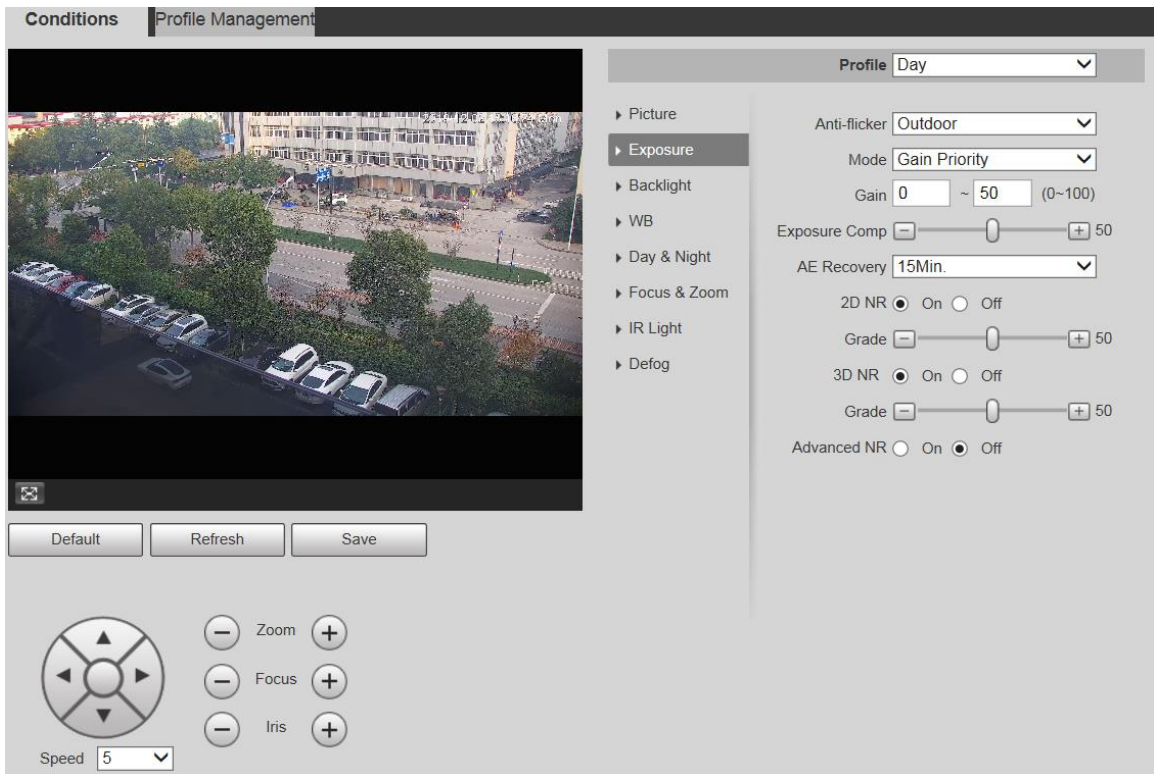 Conditions
Profile Management
Profile Day
Picture
Exposure
Backlight
WB
Day & Night
Focus & Zoom
IR Light
Defog
Anti-flicker Outdoor
Mode Gain Priority
Gain 0 ~ 50 (0~100)
Exposure Comp 50
AE Recovery 15Min.
2D NR On Off
Grade 50
3D NR On Off
Grade 50
Advanced NR On Off
Default Refresh Save
Zoom
Focus
Iris
Speed 5